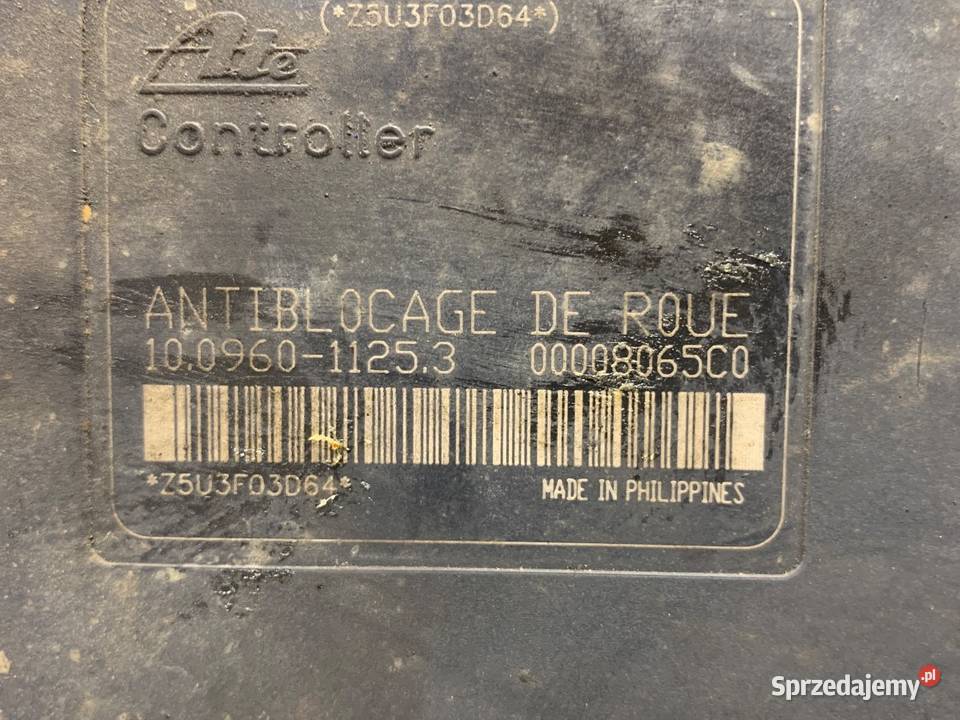 (*Z5U3F03D64*)
Ate
Controller
ANTIBLOCAGE DE ROUE
10.0960-1125.3 00008065C0
*Z5U3F03D64*
MADE IN PHILIPPINES
Sprzedajemy.pl